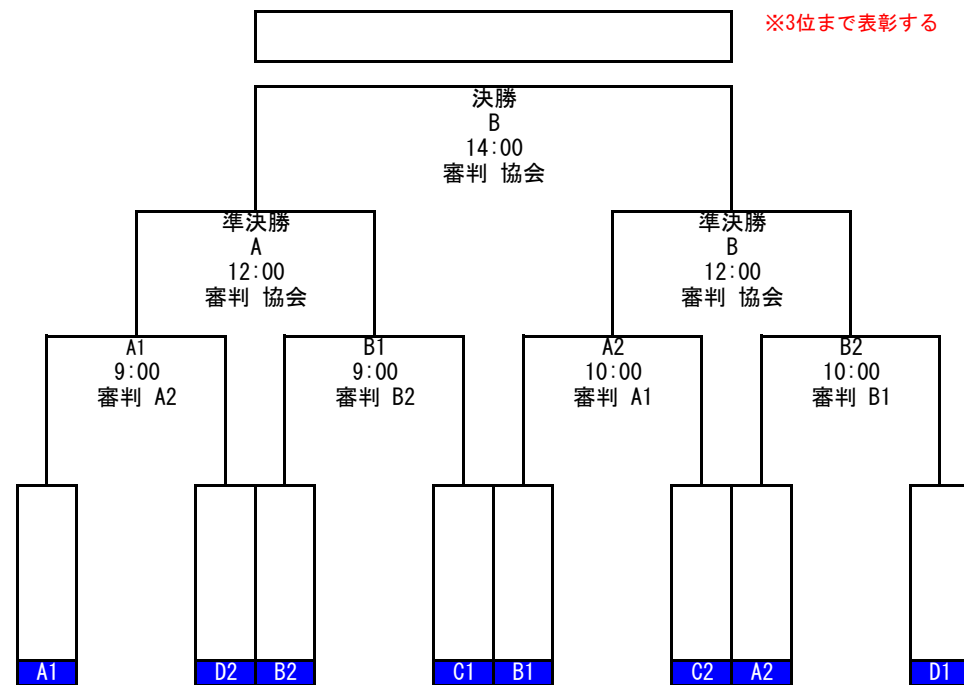 ※3位まで表彰する
決勝
B
14:00
審判 協会
準決勝
A
12:00
審判 協会
準決勝
B
12:00
審判 協会
A1
9:00
審判 A2
B1
9:00
審判 B2
A2
10:00
審判 A1
B2
10:00
審判 B1
A1
D2
B2
C1
B1
C2
A2
D1